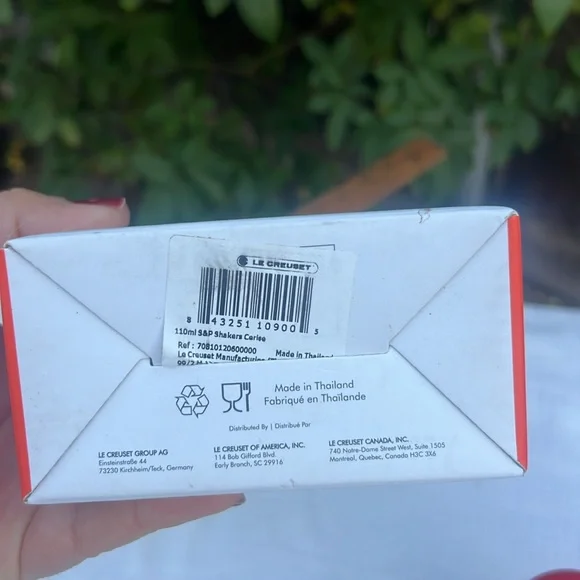 LE CREUSET
8 43251 10900 5
110ml S&P Shakers Cerise
Ref : 70810120600000 Made in Thailand
Le Creuset Manufacturing
Made in Thailand
Fabriqué en Thaïlande
Distributed By | Distribué Par
LE CREUSET GROUP AG
Einsteinstraße 44
73230 Kirchheim/Teck, Germany
LE CREUSET OF AMERICA, INC.
114 Bob Gifford Blvd.
Early Branch, SC 29916
LE CREUSET CANADA, INC.
740 Notre-Dame Street West, Suite 1505
Montreal, Quebec, Canada H3C 3X6